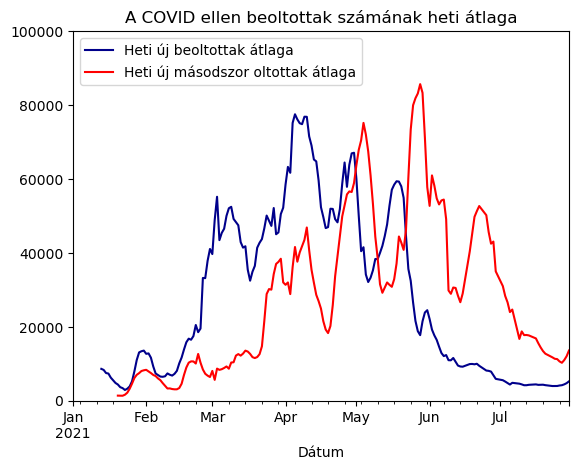 A COVID ellen beoltottak számának heti átlaga
Heti új beoltottak átlaga
Heti új másodszor oltottak átlaga
100000
80000
60000
40000
20000
0
Jan Feb Mar Apr May Jun Jul
2021
Dátum